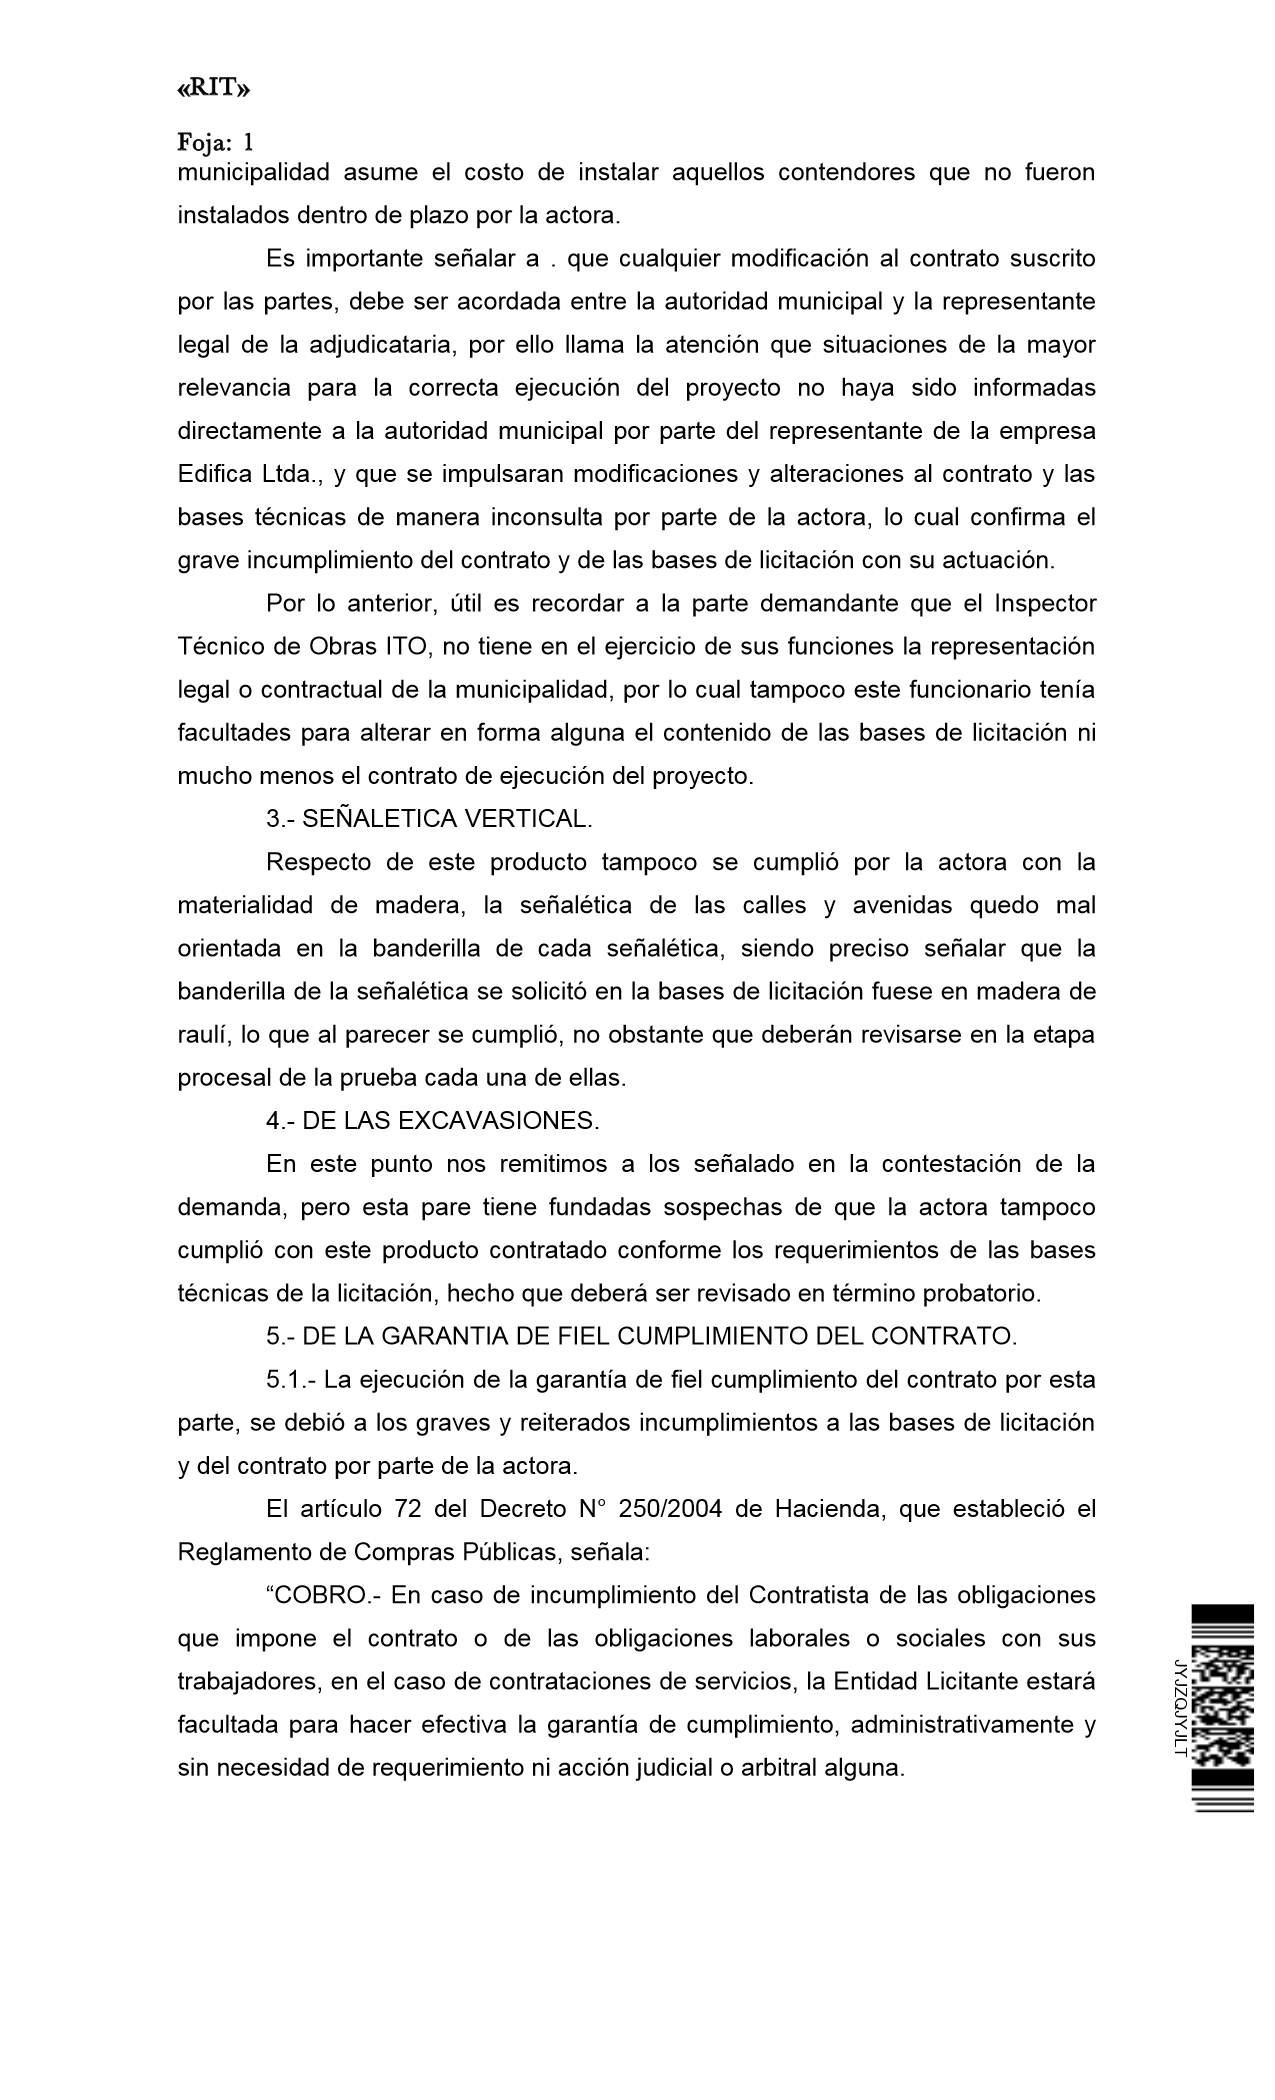 «RIT»
Foja: 1
municipalidad asume el costo de instalar aquellos contendores que no fueron
instalados dentro de plazo por la actora.
Es importante señalar a . que cualquier modificación al contrato suscrito
por las partes, debe ser acordada entre la autoridad municipal y la representante
legal de la adjudicataria, por ello llama la atención que situaciones de la mayor
relevancia para la correcta ejecución del proyecto no haya sido informadas
directamente a la autoridad municipal por parte del representante de la empresa
Edifica Ltda., y que se impulsaran modificaciones y alteraciones al contrato y las
bases técnicas de manera inconsulta por parte de la actora, lo cual confirma el
grave incumplimiento del contrato y de las bases de licitación con su actuación.
Por lo anterior, útil es recordar a la parte demandante que el Inspector
Técnico de Obras ITO, no tiene en el ejercicio de sus funciones la representación
legal o contractual de la municipalidad, por lo cual tampoco este funcionario tenía
facultades para alterar en forma alguna el contenido de las bases de licitación ni
mucho menos el contrato de ejecución del proyecto.
3.- SEÑALETICA VERTICAL.
Respecto de este producto tampoco se cumplió por la actora con la
materialidad de madera, la señalética de las calles y avenidas quedo mal
orientada en la banderilla de cada señalética, siendo preciso señalar que la
banderilla de la señalética se solicitó en la bases de licitación fuese en madera de
raulí, lo que al parecer se cumplió, no obstante que deberán revisarse en la etapa
procesal de la prueba cada una de ellas.
4.- DE LAS EXCAVASIONES.
En este punto nos remitimos a los señalado en la contestación de la
demanda, pero esta pare tiene fundadas sospechas de que la actora tampoco
cumplió con este producto contratado conforme los requerimientos de las bases
técnicas de la licitación, hecho que deberá ser revisado en término probatorio.
5.- DE LA GARANTIA DE FIEL CUMPLIMIENTO DEL CONTRATO.
5.1.- La ejecución de la garantía de fiel cumplimiento del contrato por esta
parte, se debió a los graves y reiterados incumplimientos a las bases de licitación
y del contrato por parte de la actora.
El artículo 72 del Decreto N° 250/2004 de Hacienda, que estableció el
Reglamento de Compras Públicas, señala:
“COBRO.- En caso de incumplimiento del Contratista de las obligaciones
que impone el contrato o de las obligaciones laborales o sociales con sus
trabajadores, en el caso de contrataciones de servicios, la Entidad Licitante estará
facultada para hacer efectiva la garantía de cumplimiento, administrativamente y
sin necesidad de requerimiento ni acción judicial o arbitral alguna.
JYJZQJYJLT